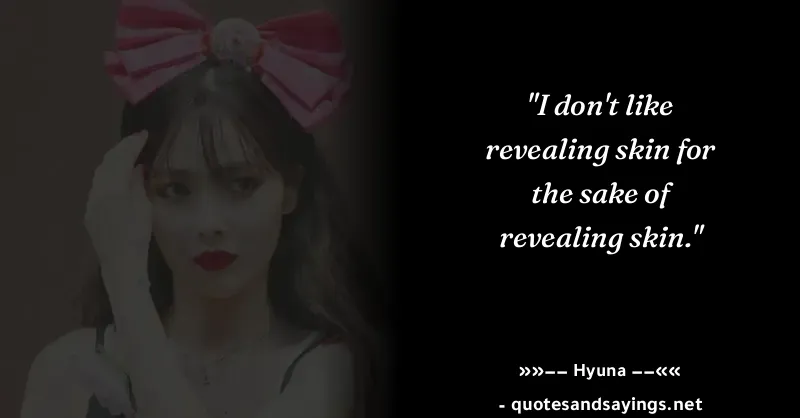 "I don't like
revealing skin for
the sake of
revealing skin."
»»−− Hyuna −−««
- quotesandsayings.net